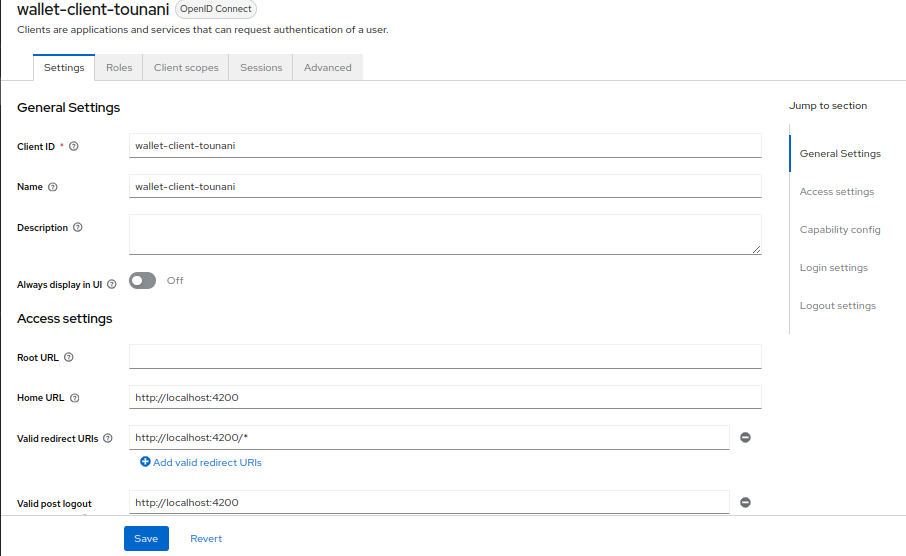 wallet-client-tounani OpenID Connect
Clients are applications and services that can request authentication of a user.
Settings Roles Client scopes Sessions Advanced
General Settings
Jump to section
General Settings
Access settings
Capability config
Login settings
Logout settings
Client ID * wallet-client-tounani
Name wallet-client-tounani
Description
Always display in UI Off
Access settings
Root URL
Home URL http://localhost:4200
Valid redirect URIs http://localhost:4200/*
Add valid redirect URIs
Valid post logout http://localhost:4200
Save Revert